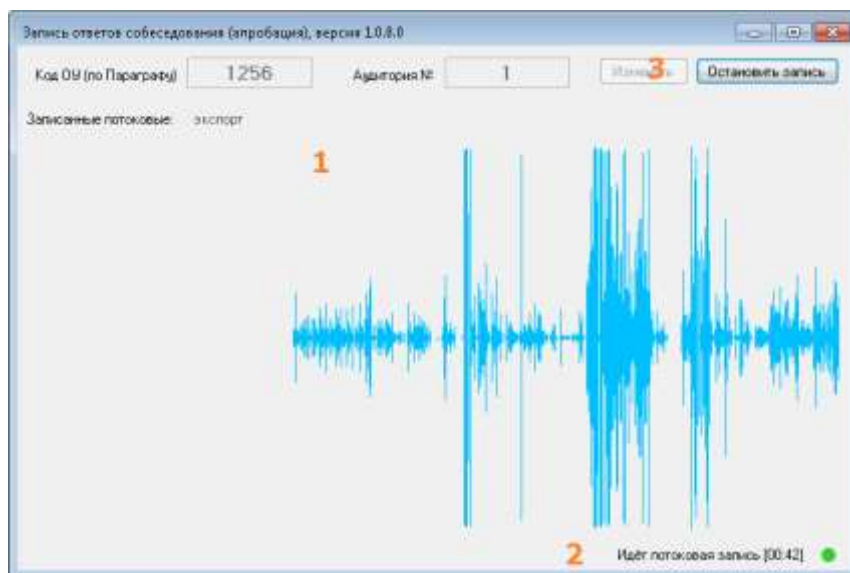 Запись ответов собеседования (апробация), версия 1.0.8.0
Код ОУ (по Параграфу) 1256 Аудитория № 1 Изменить 3 Остановить запись
Записанные потоковые: экспорт
1
2 Идёт потоковая запись [00:42]